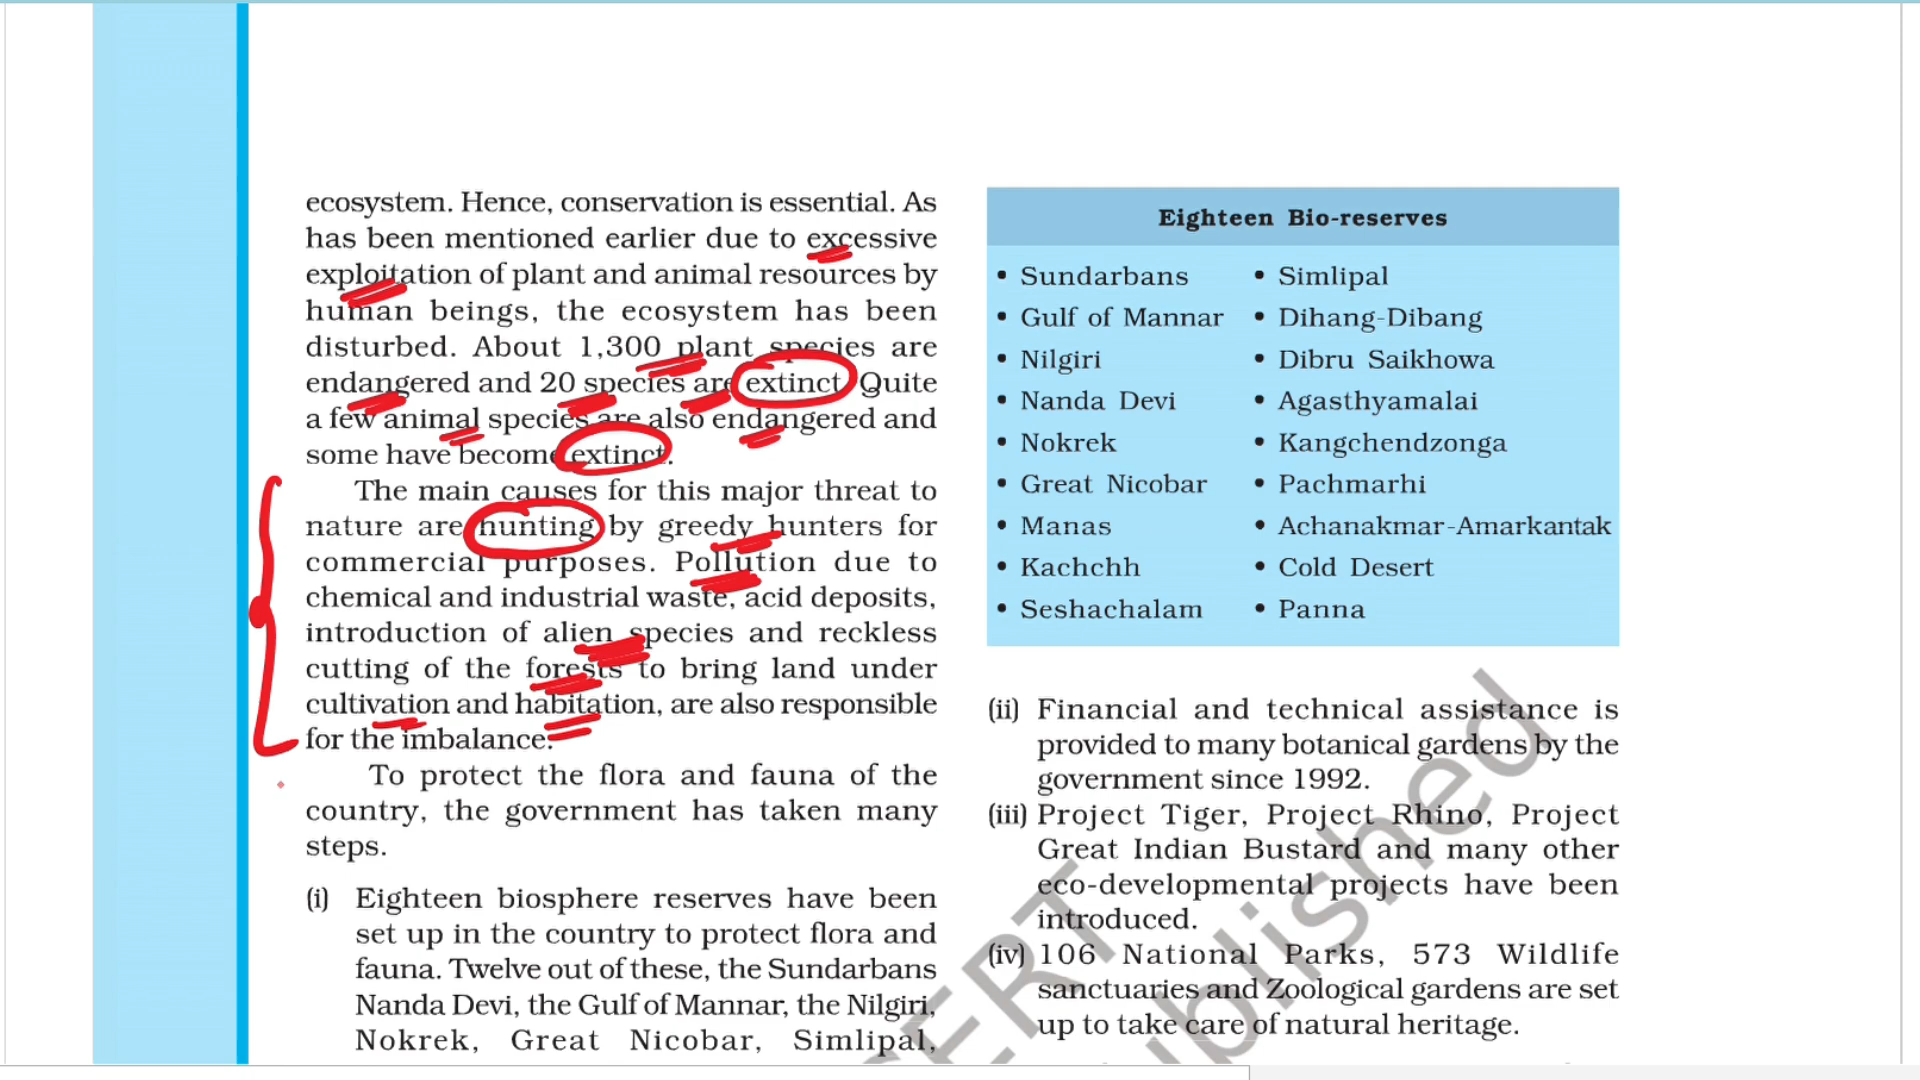 ecosystem. Hence, conservation is essential. As
has been mentioned earlier due to excessive
exploitation of plant and animal resources by
human beings, the ecosystem has been
disturbed. About 1,300 plant species are
endangered and 20 species are extinct. Quite
a few animal species are also endangered and
some have become extinct.
The main causes for this major threat to
nature are hunting by greedy hunters for
commercial purposes. Pollution due to
chemical and industrial waste, acid deposits,
introduction of alien species and reckless
cutting of the forests to bring land under
cultivation and habitation, are also responsible
for the imbalance.
To protect the flora and fauna of the
country, the government has taken many
steps.
(i) Eighteen biosphere reserves have been
set up in the country to protect flora and
fauna. Twelve out of these, the Sundarbans
Nanda Devi, the Gulf of Mannar, the Nilgiri,
Nokrek, Great Nicobar, Simlipal,
Eighteen Bio-reserves
• Sundarbans
• Gulf of Mannar
• Nilgiri
• Nanda Devi
• Nokrek
• Great Nicobar
• Manas
• Kachchh
• Seshachalam
• Simlipal
• Dihang-Dibang
• Dibru Saikhowa
• Agasthyamalai
• Kangchendzonga
• Pachmarhi
• Achanakmar-Amarkantak
• Cold Desert
• Panna
(ii) Financial and technical assistance is
provided to many botanical gardens by the
government since 1992.
(iii) Project Tiger, Project Rhino, Project
Great Indian Bustard and many other
eco-developmental projects have been
introduced.
(iv) 106 National Parks, 573 Wildlife
sanctuaries and Zoological gardens are set
up to take care of natural heritage.